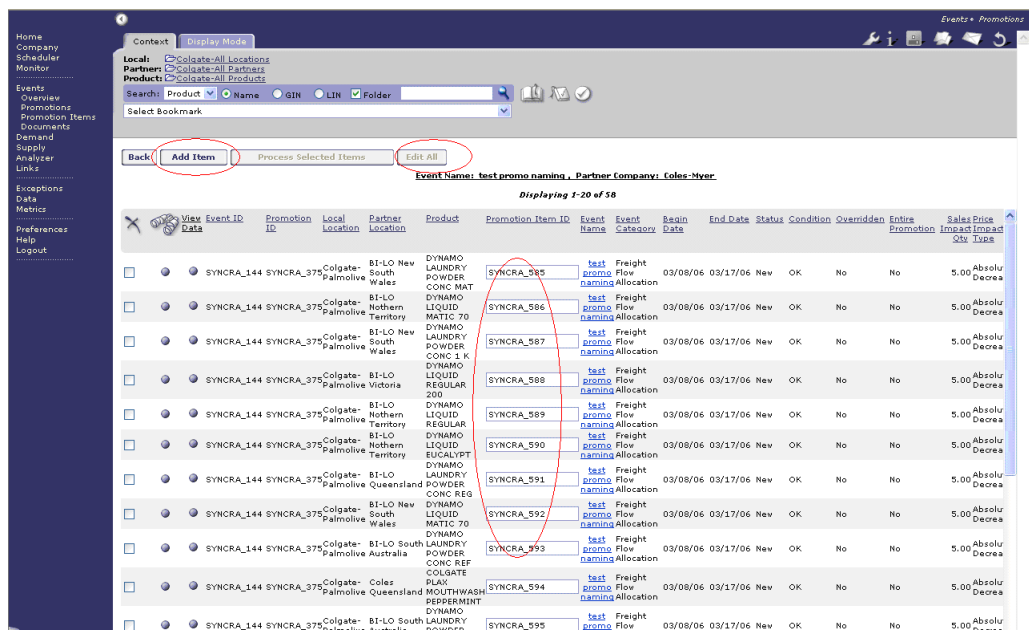 Events • Promotions
Home
Company
Scheduler
Monitor
Events
Overview
Promotions
Promotion Items
Documents
Demand
Supply
Analyzer
Links
Exceptions
Data
Metrics
Preferences
Help
Logout
Context Display Mode
Local: Colgate-All Locations
Partner: Colgate-All Partners
Product: Colgate-All Products
Search: Product Name GIN LIN Folder
Select Bookmark
Back Add Item Process Selected Items Edit All
Event Name: test promo naming , Partner Company: Coles-Myer
Displaying 1-20 of 58
View Data Event ID Promotion ID Local Location Partner Location Product Promotion Item ID Event Name Event Category Begin Date End Date Status Condition Overridden Entire Promotion Sales Impact Qty Price Impact Type
SYNCRA_144 SYNCRA_375 Colgate-Palmolive BI-LO New South Wales DYNAMO LAUNDRY POWDER CONC MAT SYNCRA_585 test promo naming Freight Flow Allocation 03/08/06 03/17/06 New OK No No 5.00 Absolu Decrea
SYNCRA_144 SYNCRA_375 Colgate-Palmolive BI-LO Nothern Territory DYNAMO LIQUID MATIC 70 SYNCRA_586 test promo naming Freight Flow Allocation 03/08/06 03/17/06 New OK No No 5.00 Absolu Decrea
SYNCRA_144 SYNCRA_375 Colgate-Palmolive BI-LO New South Wales DYNAMO LAUNDRY POWDER CONC 1 K SYNCRA_587 test promo naming Freight Flow Allocation 03/08/06 03/17/06 New OK No No 5.00 Absolu Decrea
SYNCRA_144 SYNCRA_375 Colgate-Palmolive BI-LO Victoria DYNAMO LIQUID REGULAR 200 SYNCRA_588 test promo naming Freight Flow Allocation 03/08/06 03/17/06 New OK No No 5.00 Absolu Decrea
SYNCRA_144 SYNCRA_375 Colgate-Palmolive BI-LO Nothern Territory DYNAMO LIQUID REGULAR SYNCRA_589 test promo naming Freight Flow Allocation 03/08/06 03/17/06 New OK No No 5.00 Absolu Decrea
SYNCRA_144 SYNCRA_375 Colgate-Palmolive BI-LO Nothern Territory DYNAMO LIQUID EUCALYPT SYNCRA_590 test promo naming Freight Flow Allocation 03/08/06 03/17/06 New OK No No 5.00 Absolu Decrea
SYNCRA_144 SYNCRA_375 Colgate-Palmolive BI-LO Queensland DYNAMO LAUNDRY POWDER CONC REG SYNCRA_591 test promo naming Freight Flow Allocation 03/08/06 03/17/06 New OK No No 5.00 Absolu Decrea
SYNCRA_144 SYNCRA_375 Colgate-Palmolive BI-LO New South Wales DYNAMO LIQUID MATIC 70 SYNCRA_592 test promo naming Freight Flow Allocation 03/08/06 03/17/06 New OK No No 5.00 Absolu Decrea
SYNCRA_144 SYNCRA_375 Colgate-Palmolive BI-LO South Australia DYNAMO LAUNDRY POWDER CONC REF SYNCRA_593 test promo naming Freight Flow Allocation 03/08/06 03/17/06 New OK No No 5.00 Absolu Decrea
SYNCRA_144 SYNCRA_375 Colgate-Palmolive Coles Queensland COLGATE PLAX MOUTHWASH PEPPERMINT SYNCRA_594 test promo naming Freight Flow Allocation 03/08/06 03/17/06 New OK No No 5.00 Absolu Decrea
SYNCRA_144 SYNCRA_375 Colgate- BI-LO South DYNAMO LAUNDRY SYNCRA_595 test promo Freight Flow 03/08/06 03/17/06 New OK No No 5.00 Absolu